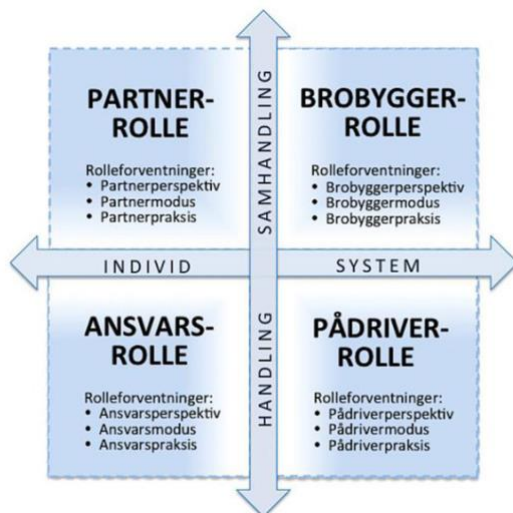 PARTNER-
ROLLE
Rolleforventninger:
• Partnerperspektiv
• Partnermodus
• Partnerpraksis
BROBYGGER-
ROLLE
Rolleforventninger:
• Brobyggerperspektiv
• Brobyggermodus
• Brobyggerpraksis
SAMHANDLING
INDIVID
SYSTEM
HANDLING
ANSVARS-
ROLLE
Rolleforventninger:
• Ansvarsperspektiv
• Ansvarsmodus
• Ansvarspraksis
PÅDRIVER-
ROLLE
Rolleforventninger:
• Pådriverperspektiv
• Pådrivermodus
• Pådriverpraksis